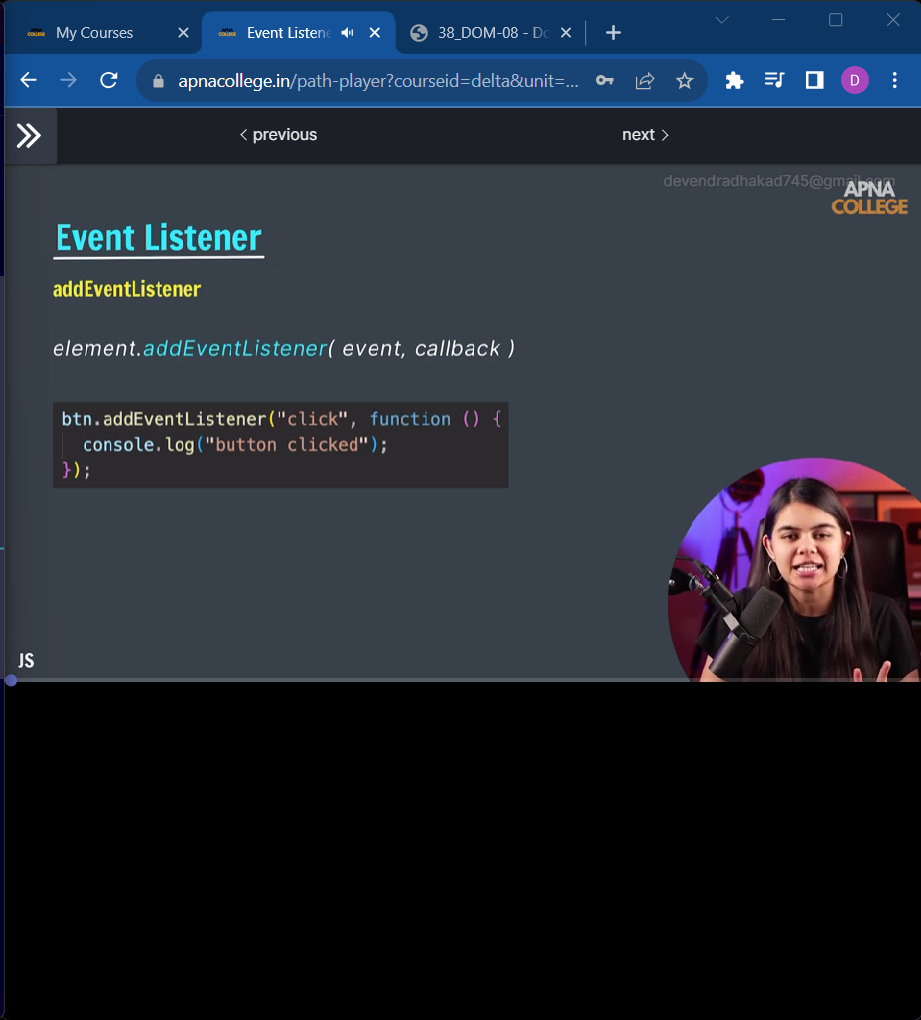 My Courses
Event Listene
38_DOM-08 - Do
apnacollege.in/path-player?courseid=delta&unit=...
D
previous
next
devendradhakad745@gmail.com
APNA
COLLEGE
Event Listener
addEventListener
element.addEventListener( event, callback )
btn.addEventListener("click", function () {
console.log("button clicked");
});
JS